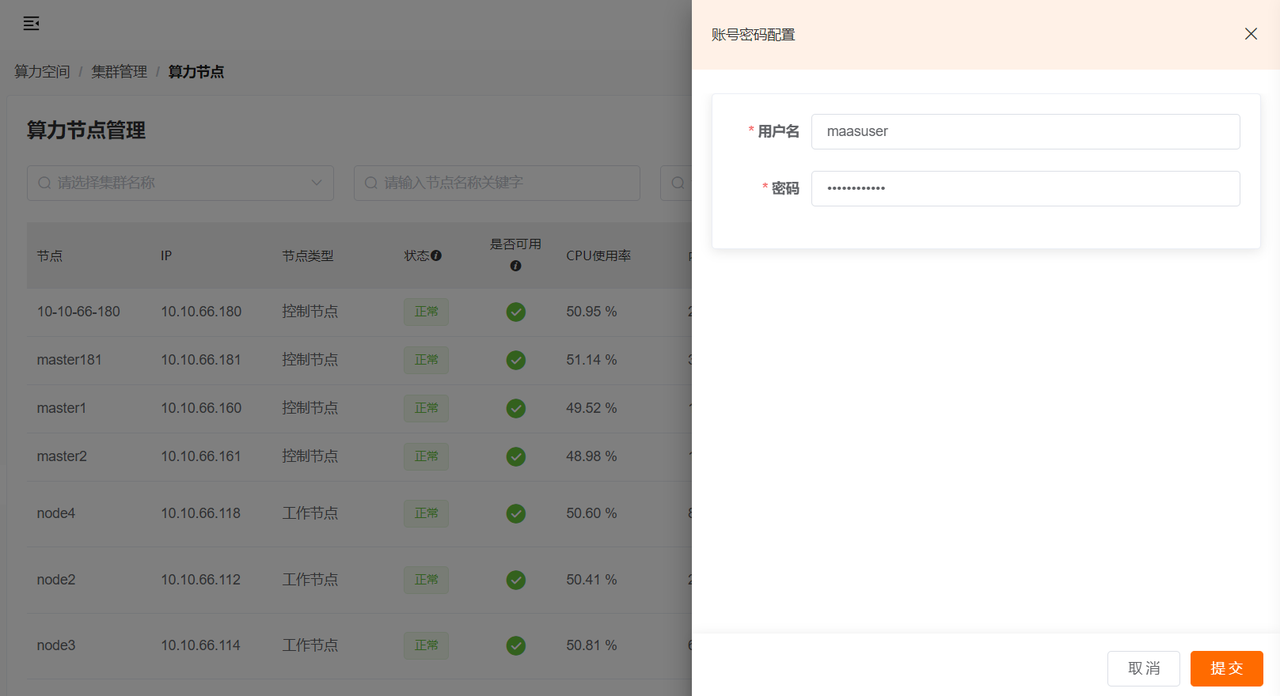 账号密码配置
算力空间 / 集群管理 / 算力节点
算力节点管理
* 用户名 maasuser
* 密码 ••••••••••••
请选择集群名称 请输入节点名称关键字
节点 IP 节点类型 状态 是否可用 CPU使用率
10-10-66-180 10.10.66.180 控制节点 正常 50.95 %
master181 10.10.66.181 控制节点 正常 51.14 %
master1 10.10.66.160 控制节点 正常 49.52 %
master2 10.10.66.161 控制节点 正常 48.98 %
node4 10.10.66.118 工作节点 正常 50.60 %
node2 10.10.66.112 工作节点 正常 50.41 %
node3 10.10.66.114 工作节点 正常 50.81 %
取消 提交